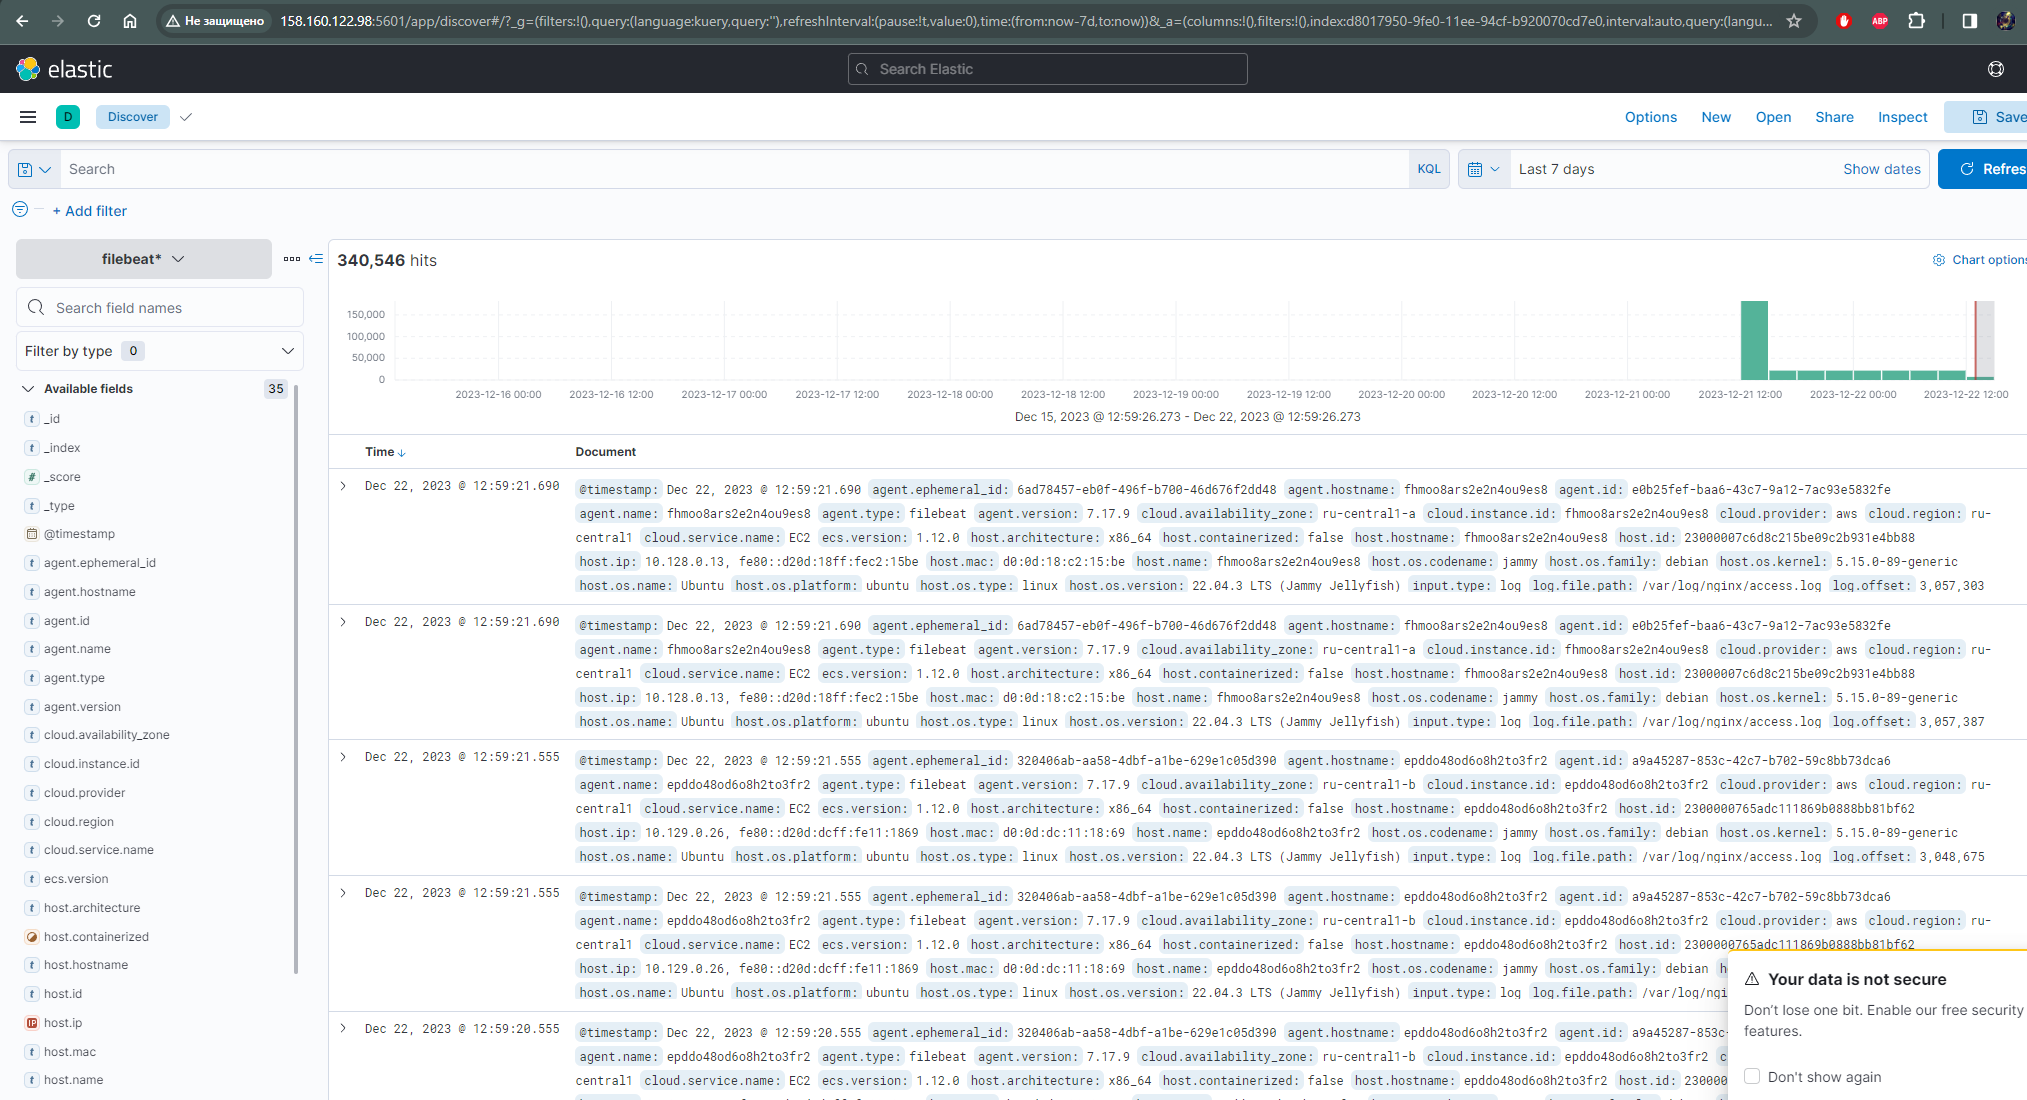 Не защищено 158.160.122.98:5601/app/discover#/?_g=(filters:!(),query:(language:kuery,query:''),refreshInterval:(pause:!t,value:0),time:(from:now-7d,to:now))&_a=(columns:!(),filters:!(),index:d8017950-9fe0-11ee-94cf-b920070cd7e0,interval:auto,query:(langu... ABP
elastic Search Elastic
D Discover Options New Open Share Inspect Save
Search KQL Last 7 days Show dates Refres
+ Add filter
filebeat*
340,546 hits Chart options
Search field names
Filter by type 0
150,000
100,000
50,000
0
2023-12-16 00:00 2023-12-16 12:00 2023-12-17 00:00 2023-12-17 12:00 2023-12-18 00:00 2023-12-18 12:00 2023-12-19 00:00 2023-12-19 12:00 2023-12-20 00:00 2023-12-20 12:00 2023-12-21 00:00 2023-12-21 12:00 2023-12-22 00:00 2023-12-22 12:00
Dec 15, 2023 @ 12:59:26.273 - Dec 22, 2023 @ 12:59:26.273
Available fields 35
t _id
t _index
# _score
t _type
@timestamp
t agent.ephemeral_id
t agent.hostname
t agent.id
t agent.name
t agent.type
t agent.version
t cloud.availability_zone
t cloud.instance.id
t cloud.provider
t cloud.region
t cloud.service.name
t ecs.version
t host.architecture
host.containerized
t host.hostname
t host.id
IP host.ip
t host.mac
t host.name
Time Document
Dec 22, 2023 @ 12:59:21.690 @timestamp: Dec 22, 2023 @ 12:59:21.690 agent.ephemeral_id: 6ad78457-eb0f-496f-b700-46d676f2dd48 agent.hostname: fhmoo8ars2e2n4ou9es8 agent.id: e0b25fef-baa6-43c7-9a12-7ac93e5832fe
agent.name: fhmoo8ars2e2n4ou9es8 agent.type: filebeat agent.version: 7.17.9 cloud.availability_zone: ru-central1-a cloud.instance.id: fhmoo8ars2e2n4ou9es8 cloud.provider: aws cloud.region: ru-
central1 cloud.service.name: EC2 ecs.version: 1.12.0 host.architecture: x86_64 host.containerized: false host.hostname: fhmoo8ars2e2n4ou9es8 host.id: 23000007c6d8c215be09c2b931e4bb88
host.ip: 10.128.0.13, fe80::d20d:18ff:fec2:15be host.mac: d0:0d:18:c2:15:be host.name: fhmoo8ars2e2n4ou9es8 host.os.codename: jammy host.os.family: debian host.os.kernel: 5.15.0-89-generic
host.os.name: Ubuntu host.os.platform: ubuntu host.os.type: linux host.os.version: 22.04.3 LTS (Jammy Jellyfish) input.type: log log.file.path: /var/log/nginx/access.log log.offset: 3,057,303
Dec 22, 2023 @ 12:59:21.690 @timestamp: Dec 22, 2023 @ 12:59:21.690 agent.ephemeral_id: 6ad78457-eb0f-496f-b700-46d676f2dd48 agent.hostname: fhmoo8ars2e2n4ou9es8 agent.id: e0b25fef-baa6-43c7-9a12-7ac93e5832fe
agent.name: fhmoo8ars2e2n4ou9es8 agent.type: filebeat agent.version: 7.17.9 cloud.availability_zone: ru-central1-a cloud.instance.id: fhmoo8ars2e2n4ou9es8 cloud.provider: aws cloud.region: ru-
central1 cloud.service.name: EC2 ecs.version: 1.12.0 host.architecture: x86_64 host.containerized: false host.hostname: fhmoo8ars2e2n4ou9es8 host.id: 23000007c6d8c215be09c2b931e4bb88
host.ip: 10.128.0.13, fe80::d20d:18ff:fec2:15be host.mac: d0:0d:18:c2:15:be host.name: fhmoo8ars2e2n4ou9es8 host.os.codename: jammy host.os.family: debian host.os.kernel: 5.15.0-89-generic
host.os.name: Ubuntu host.os.platform: ubuntu host.os.type: linux host.os.version: 22.04.3 LTS (Jammy Jellyfish) input.type: log log.file.path: /var/log/nginx/access.log log.offset: 3,057,387
Dec 22, 2023 @ 12:59:21.555 @timestamp: Dec 22, 2023 @ 12:59:21.555 agent.ephemeral_id: 320406ab-aa58-4dbf-a1be-629e1c05d390 agent.hostname: epddo48od6o8h2to3fr2 agent.id: a9a45287-853c-42c7-b702-59c8bb73dca6
agent.name: epddo48od6o8h2to3fr2 agent.type: filebeat agent.version: 7.17.9 cloud.availability_zone: ru-central1-b cloud.instance.id: epddo48od6o8h2to3fr2 cloud.provider: aws cloud.region: ru-
central1 cloud.service.name: EC2 ecs.version: 1.12.0 host.architecture: x86_64 host.containerized: false host.hostname: epddo48od6o8h2to3fr2 host.id: 2300000765adc111869b0888bb81bf62
host.ip: 10.129.0.26, fe80::d20d:dcff:fe11:1869 host.mac: d0:0d:dc:11:18:69 host.name: epddo48od6o8h2to3fr2 host.os.codename: jammy host.os.family: debian host.os.kernel: 5.15.0-89-generic
host.os.name: Ubuntu host.os.platform: ubuntu host.os.type: linux host.os.version: 22.04.3 LTS (Jammy Jellyfish) input.type: log log.file.path: /var/log/nginx/access.log log.offset: 3,048,675
Dec 22, 2023 @ 12:59:21.555 @timestamp: Dec 22, 2023 @ 12:59:21.555 agent.ephemeral_id: 320406ab-aa58-4dbf-a1be-629e1c05d390 agent.hostname: epddo48od6o8h2to3fr2 agent.id: a9a45287-853c-42c7-b702-59c8bb73dca6
agent.name: epddo48od6o8h2to3fr2 agent.type: filebeat agent.version: 7.17.9 cloud.availability_zone: ru-central1-b cloud.instance.id: epddo48od6o8h2to3fr2 cloud.provider: aws cloud.region: ru-
central1 cloud.service.name: EC2 ecs.version: 1.12.0 host.architecture: x86_64 host.containerized: false host.hostname: epddo48od6o8h2to3fr2 host.id: 2300000765adc111869b0888bb81bf62
host.ip: 10.129.0.26, fe80::d20d:dcff:fe11:1869 host.mac: d0:0d:dc:11:18:69 host.name: epddo48od6o8h2to3fr2 host.os.codename: jammy host.os.family: debian
host.os.name: Ubuntu host.os.platform: ubuntu host.os.type: linux host.os.version: 22.04.3 LTS (Jammy Jellyfish) input.type: log log.file.path: /var/log/ngi
Dec 22, 2023 @ 12:59:20.555 @timestamp: Dec 22, 2023 @ 12:59:20.555 agent.ephemeral_id: 320406ab-aa58-4dbf-a1be-629e1c05d390 agent.hostname: epddo48od6o8h2to3fr2 agent.id: a9a45287-853c-
agent.name: epddo48od6o8h2to3fr2 agent.type: filebeat agent.version: 7.17.9 cloud.availability_zone: ru-central1-b cloud.instance.id: epddo48od6o8h2to3fr2
central1 cloud.service.name: EC2 ecs.version: 1.12.0 host.architecture: x86_64 host.containerized: false host.hostname: epddo48od6o8h2to3fr2 host.id: 230000
Your data is not secure
Don't lose one bit. Enable our free security
features.
Don't show again